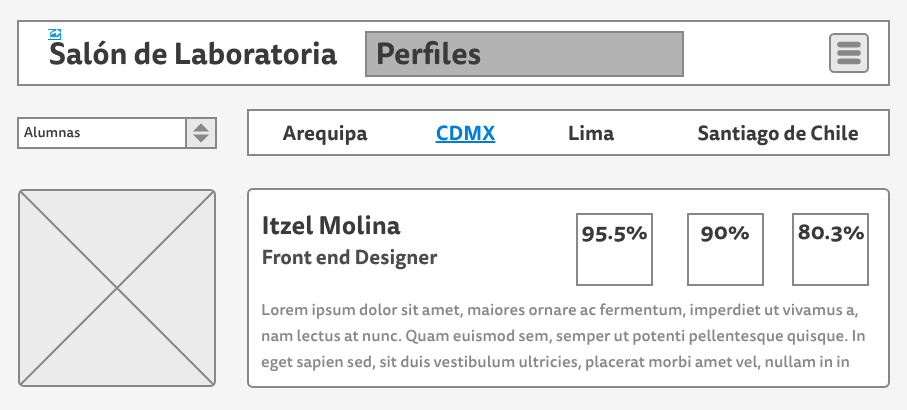 Salón de Laboratoria
Perfiles
Alumnas
Arequipa CDMX Lima Santiago de Chile
Itzel Molina
95.5% 90% 80.3%
Front end Designer
Lorem ipsum dolor sit amet, maiores ornare ac fermentum, imperdiet ut vivamus a,
nam lectus at nunc. Quam euismod sem, semper ut potenti pellentesque quisque. In
eget sapien sed, sit duis vestibulum ultricies, placerat morbi amet vel, nullam in in